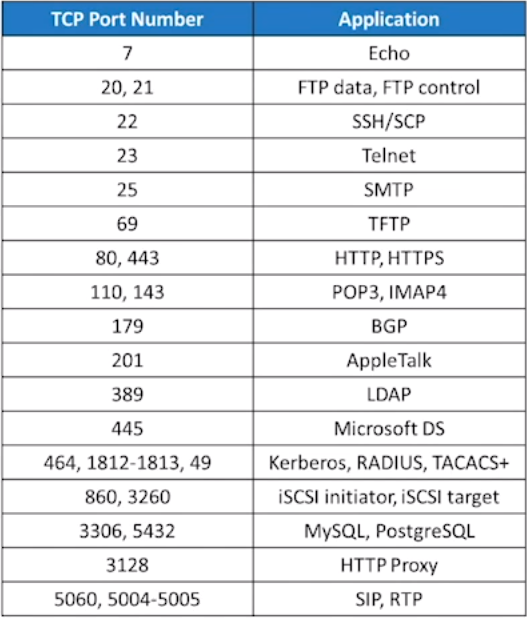 TCP Port Number Application
7 Echo
20, 21 FTP data, FTP control
22 SSH/SCP
23 Telnet
25 SMTP
69 TFTP
80, 443 HTTP, HTTPS
110, 143 POP3, IMAP4
179 BGP
201 AppleTalk
389 LDAP
445 Microsoft DS
464, 1812-1813, 49 Kerberos, RADIUS, TACACS+
860, 3260 iSCSI initiator, iSCSI target
3306, 5432 MySQL, PostgreSQL
3128 HTTP Proxy
5060, 5004-5005 SIP, RTP